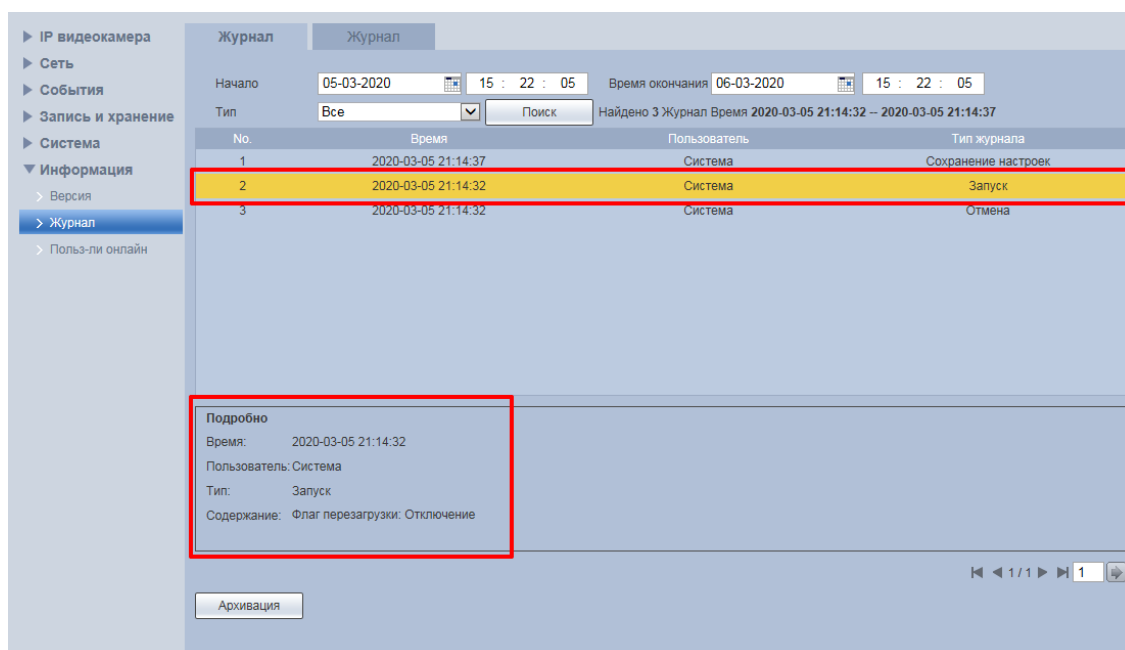 IP видеокамера
Сеть
События
Запись и хранение
Система
Информация
Версия
Журнал
Польз-ли онлайн
Журнал Журнал
Начало 05-03-2020 15 : 22 : 05 Время окончания 06-03-2020 15 : 22 : 05
Тип Все Поиск Найдено 3 Журнал Время 2020-03-05 21:14:32 -- 2020-03-05 21:14:37
No. Время Пользователь Тип журнала
1 2020-03-05 21:14:37 Система Сохранение настроек
2 2020-03-05 21:14:32 Система Запуск
3 2020-03-05 21:14:32 Система Отмена
Подробно
Время: 2020-03-05 21:14:32
Пользователь: Система
Тип: Запуск
Содержание: Флаг перезагрузки: Отключение
1 / 1 1
Архивация